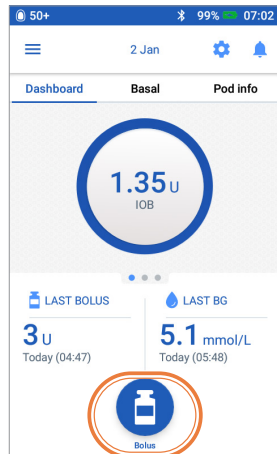 50+ 99% 07:02
2 Jan
Dashboard Basal Pod info
1.35 U
IOB
LAST BOLUS LAST BG
3 U 5.1 mmol/L
Today (04:47) Today (05:48)
Bolus